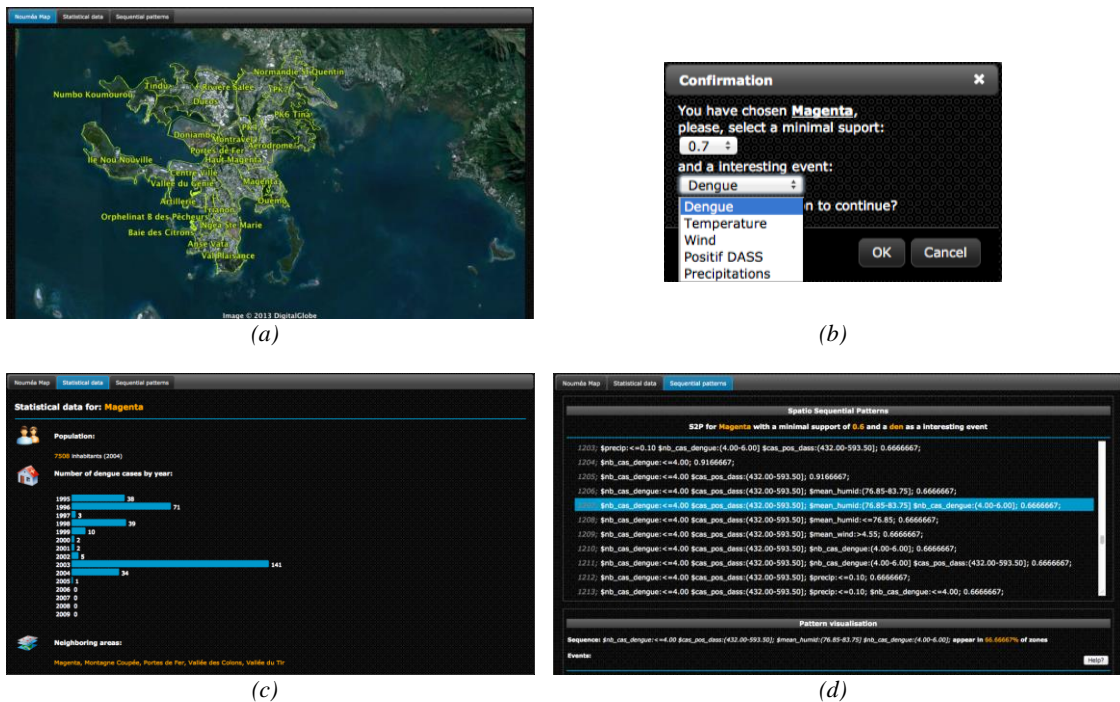 Nouméa Map Statistical data Sequential patterns
Normandie St Quentin
Tindu
Rivière Salée
Numbo Koumourou
Ducos
PK7
PK6 Tina
PK4
Doniambo
Montravel
Aerodrome
Portes de Fer
Haut-Magenta
Ile Nou Nouville
Centre Ville
Vallée du Génie
Magenta
Artillerie
Ouémo
Trianon
Orphelinat B des Pêcheurs
Ngéa Ste Marie
Baie des Citrons
Anse Vata
Val Plaisance
Image © 2013 DigitalGlobe
(a)
Confirmation
You have chosen Magenta,
please, select a minimal suport:
0.7
and a interesting event:
Dengue
Dengue
on to continue?
Temperature
Wind
Positif DASS
Precipitations
OK Cancel
(b)
Nouméa Map Statistical data Sequential patterns
Statistical data for: Magenta
Population:
7508 inhabitants (2004)
Number of dengue cases by year:
1995 38
1996 71
1997 3
1998 39
1999 10
2000 2
2001 2
2002 5
2003 141
2004 34
2005 1
2006 0
2007 0
2008 0
2009 0
Neighboring areas:
Magenta, Montagne Coupée, Portes de Fer, Vallée des Colons, Vallée du Tir
(c)
Nouméa Map Statistical data Sequential patterns
Spatio Sequential Patterns
S2P for Magenta with a minimal support of 0.6 and a den as a interesting event
1203; $precip:<=0.10 $nb_cas_dengue:(4.00-6.00] $cas_pos_dass:(432.00-593.50]; 0.6666667;
1204; $nb_cas_dengue:<=4.00; 0.9166667;
1205; $nb_cas_dengue:<=4.00 $cas_pos_dass:(432.00-593.50]; 0.9166667;
1206; $nb_cas_dengue:<=4.00 $cas_pos_dass:(432.00-593.50]; $mean_humid:(76.85-83.75]; 0.6666667;
$nb_cas_dengue:<=4.00 $cas_pos_dass:(432.00-593.50]; $mean_humid:(76.85-83.75] $nb_cas_dengue:(4.00-6.00]; 0.6666667;
1208; $nb_cas_dengue:<=4.00 $cas_pos_dass:(432.00-593.50]; $mean_humid:<=76.85; 0.6666667;
1209; $nb_cas_dengue:<=4.00 $cas_pos_dass:(432.00-593.50]; $mean_wind:>4.55; 0.6666667;
1210; $nb_cas_dengue:<=4.00 $cas_pos_dass:(432.00-593.50]; $nb_cas_dengue:(4.00-6.00]; 0.6666667;
1211; $nb_cas_dengue:<=4.00 $cas_pos_dass:(432.00-593.50]; $nb_cas_dengue:(4.00-6.00] $cas_pos_dass:(432.00-593.50]; 0.6666667;
1212; $nb_cas_dengue:<=4.00 $cas_pos_dass:(432.00-593.50]; $precip:<=0.10; 0.6666667;
1213; $nb_cas_dengue:<=4.00 $cas_pos_dass:(432.00-593.50]; $precip:<=0.10; $nb_cas_dengue:<=4.00; 0.6666667;
Pattern visualisation
Sequence: $nb_cas_dengue:<=4.00 $cas_pos_dass:(432.00-593.50]; $mean_humid:(76.85-83.75] $nb_cas_dengue:(4.00-6.00]; appear in 66.66667% of zones
Events:
Help?
(d)